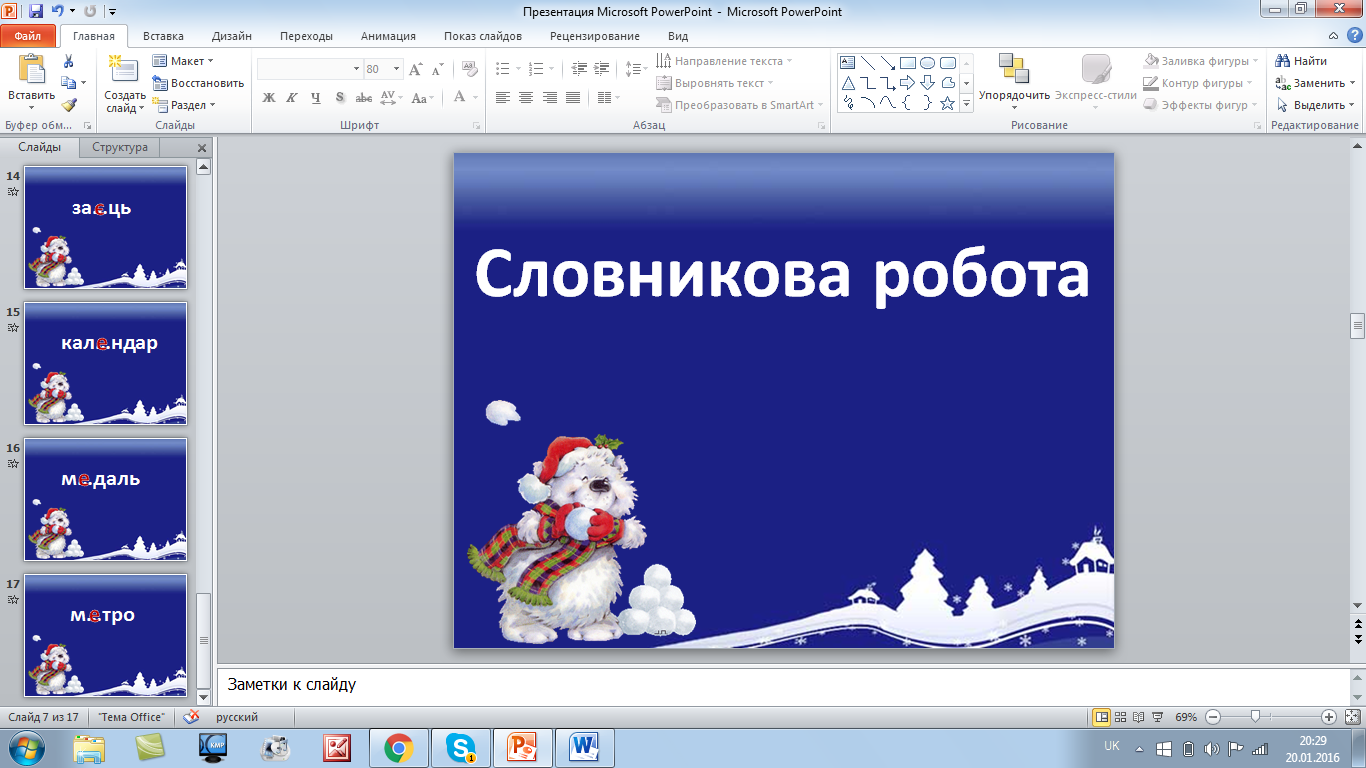 Презентация Microsoft PowerPoint - Microsoft PowerPoint
Файл
Главная
Вставка
Дизайн
Переходы
Анимация
Показ слайдов
Рецензирование
Вид
Вставить
Буфер обм...
Создать слайд
Макет
Восстановить
Раздел
Слайды
80
Ж К Ч S abc AV Aa A
Шрифт
Направление текста
Выровнять текст
Преобразовать в SmartArt
Абзац
Упорядочить
Экспресс-стили
Заливка фигуры
Контур фигуры
Эффекты фигур
Рисование
Найти
Заменить
Выделить
Редактирование
Слайды
Структура
14
за.є.ць
15
кал.е.ндар
16
м.е.даль
17
м.е.тро
Словникова робота
Заметки к слайду
Слайд 7 из 17
"Тема Office"
русский
69%
KMP
1
UK
20:29
20.01.2016